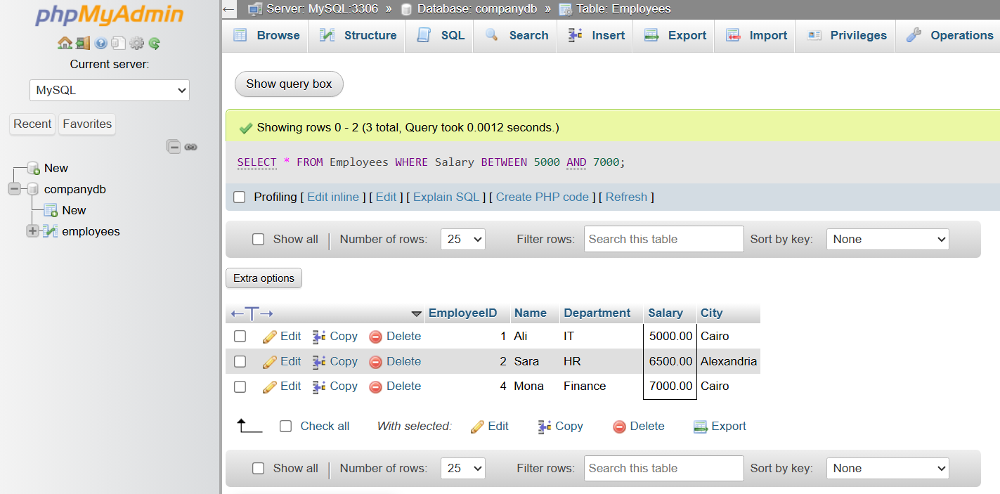 phpMyAdmin
Current server:
MySQL
Recent Favorites
New
companydb
New
employees
Server: MySQL:3306 » Database: companydb » Table: Employees
Browse Structure SQL Search Insert Export Import Privileges Operations
Show query box
Showing rows 0 - 2 (3 total, Query took 0.0012 seconds.)
SELECT * FROM Employees WHERE Salary BETWEEN 5000 AND 7000;
Profiling [ Edit inline ] [ Edit ] [ Explain SQL ] [ Create PHP code ] [ Refresh ]
Show all Number of rows: 25 Filter rows: Search this table Sort by key: None
Extra options
←T→ EmployeeID Name Department Salary City
Edit Copy Delete 1 Ali IT 5000.00 Cairo
Edit Copy Delete 2 Sara HR 6500.00 Alexandria
Edit Copy Delete 4 Mona Finance 7000.00 Cairo
Check all With selected: Edit Copy Delete Export
Show all Number of rows: 25 Filter rows: Search this table Sort by key: None